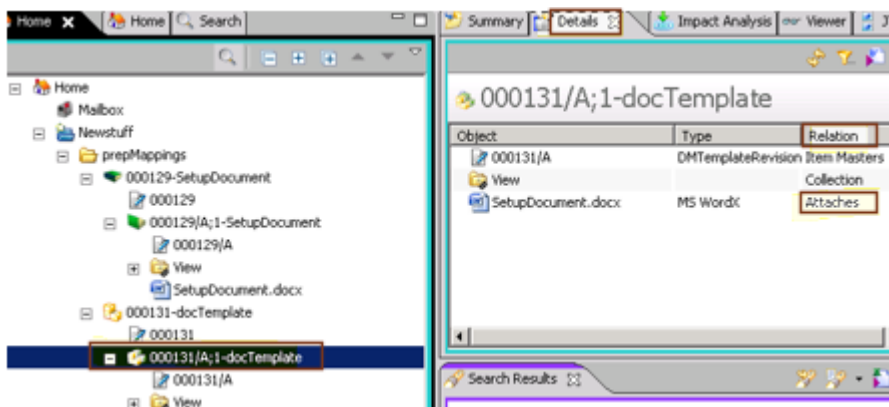 Home
Home
Search
Home
Mailbox
Newstuff
prepMappings
000129-SetupDocument
000129
000129/A;1-SetupDocument
000129/A
View
SetupDocument.docx
000131-docTemplate
000131
000131/A;1-docTemplate
000131/A
View
Summary
Details
Impact Analysis
Viewer
J
000131/A;1-docTemplate
Object Type Relation
000131/A DMTemplateRevision Item Masters
View Collection
SetupDocument.docx MS WordX Attaches
Search Results